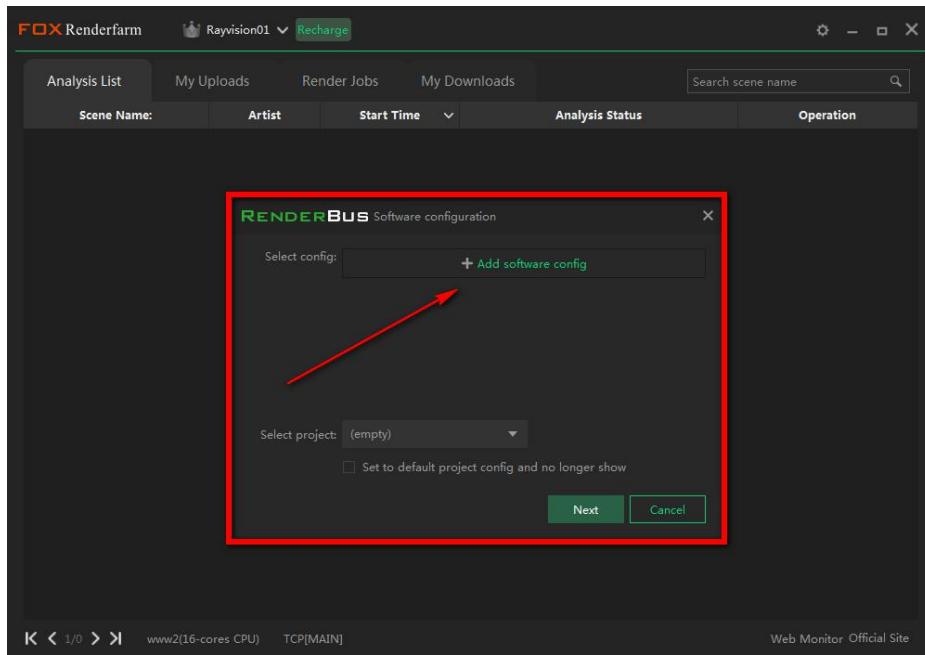 FOX Renderfarm Rayvision01 Recharge
Analysis List My Uploads Render Jobs My Downloads Search scene name
Scene Name: Artist Start Time Analysis Status Operation
RENDERBUS Software configuration
Select config: + Add software config
Select project: (empty)
Set to default project config and no longer show
Next Cancel
1/0 www2(16-cores CPU) TCP[MAIN] Web Monitor Official Site